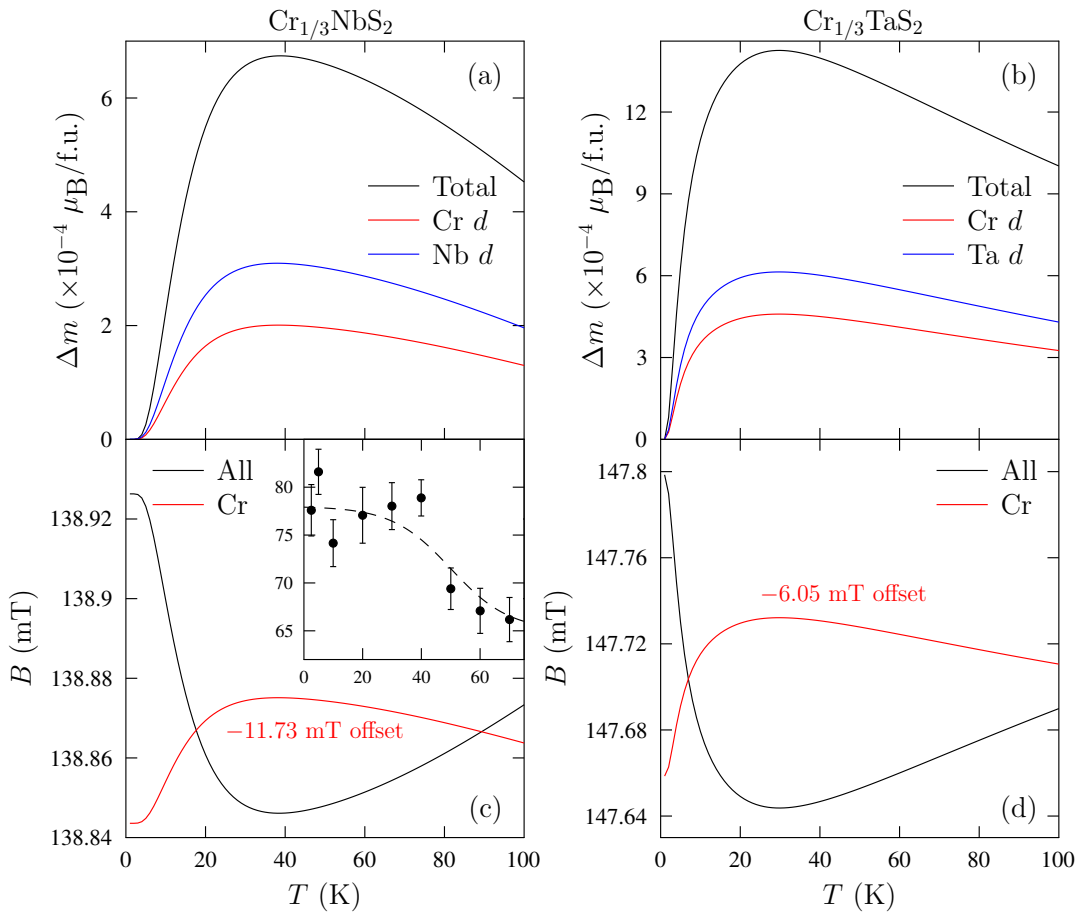 Cr1/3NbS2
Cr1/3TaS2
(a)
Δm (×10−4 μB/f.u.)
6
4
2
0
Total
Cr d
Nb d
(b)
Δm (×10−4 μB/f.u.)
12
9
6
3
0
Total
Cr d
Ta d
All
Cr
(c)
B (mT)
138.92
138.9
138.88
138.86
138.84
−11.73 mT offset
80
75
70
65
0 20 40 60
0 20 40 60 80 100
T (K)
All
Cr
(d)
B (mT)
147.8
147.76
147.72
147.68
147.64
−6.05 mT offset
0 20 40 60 80 100
T (K)